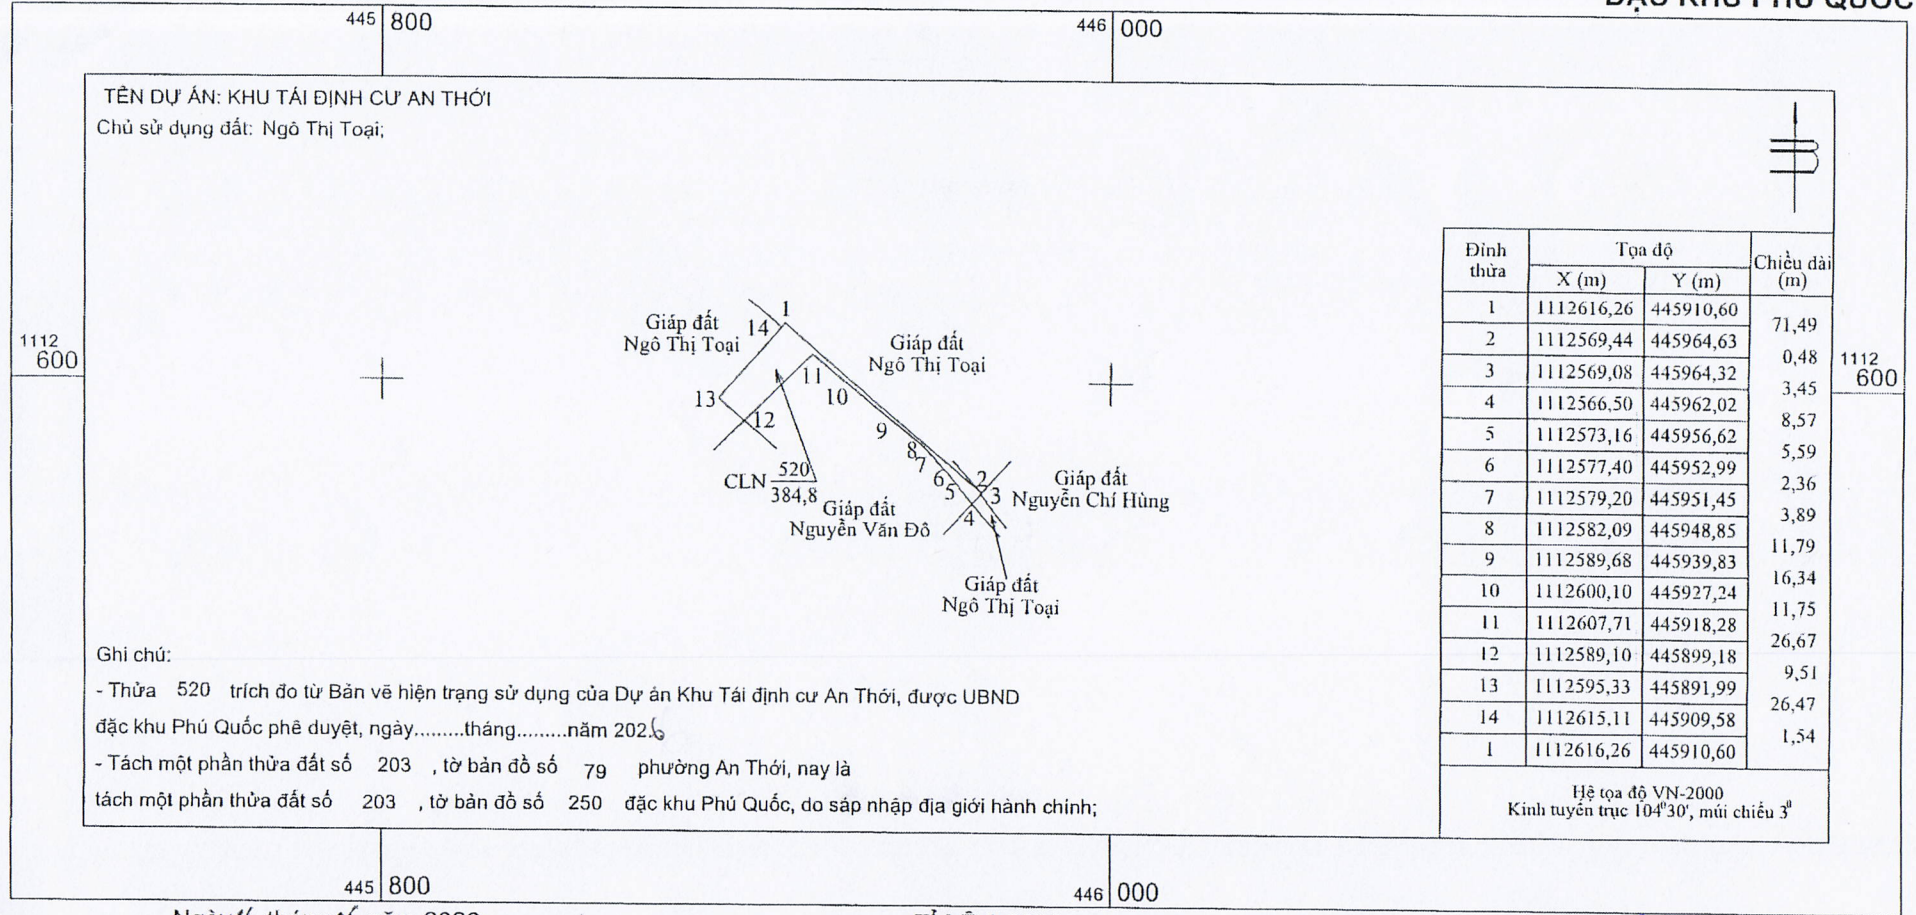 ĐẶC KHU PHÚ QUỐC
445 800
446 000
TÊN DỰ ÁN: KHU TÁI ĐỊNH CƯ AN THỚI
Chủ sử dụng đất: Ngô Thị Toại;
Đỉnh thửa Tọa độ Chiều dài (m)
X (m) Y (m)
1 1112616,26 445910,60
71,49
2 1112569,44 445964,63
0,48
3 1112569,08 445964,32
3,45
4 1112566,50 445962,02
8,57
5 1112573,16 445956,62
5,59
6 1112577,40 445952,99
2,36
7 1112579,20 445951,45
3,89
8 1112582,09 445948,85
11,79
9 1112589,68 445939,83
16,34
10 1112600,10 445927,24
11,75
11 1112607,71 445918,28
26,67
12 1112589,10 445899,18
9,51
13 1112595,33 445891,99
26,47
14 1112615,11 445909,58
1,54
1 1112616,26 445910,60
Hệ tọa độ VN-2000
Kinh tuyến trục 104°30', múi chiếu 3°
1112
600
1112
600
1
14
Giáp đất
Ngô Thị Toại
Giáp đất
Ngô Thị Toại
11
10
13
12
9
8
7
6
5
2
3
4
CLN 520
384,8
Giáp đất
Nguyễn Chí Hùng
Giáp đất
Nguyễn Văn Đô
Giáp đất
Ngô Thị Toại
Ghi chú:
- Thửa 520 trích đo từ Bản vẽ hiện trạng sử dụng của Dự án Khu Tái định cư An Thới, được UBND
đặc khu Phú Quốc phê duyệt, ngày.........tháng.........năm 2026
- Tách một phần thửa đất số 203 , tờ bản đồ số 79 phường An Thới, nay là
tách một phần thửa đất số 203 , tờ bản đồ số 250 đặc khu Phú Quốc, do sáp nhập địa giới hành chính;
445 800
446 000